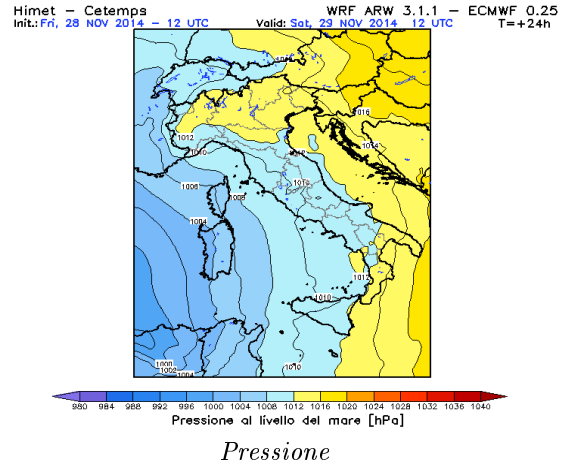 Himet – Cetemps WRF ARW 3.1.1 – ECMWF 0.25
Init.: Fri, 28 NOV 2014 – 12 UTC Valid: Sat, 29 NOV 2014 12 UTC T=+24h
1016
1012
1014
1010
1010
1006
1008
1004
1012
1010
1000
1002
1004
1010
980 984 988 992 996 1000 1004 1008 1012 1016 1020 1024 1028 1032 1036 1040
Pressione al livello del mare [hPa]
Pressione